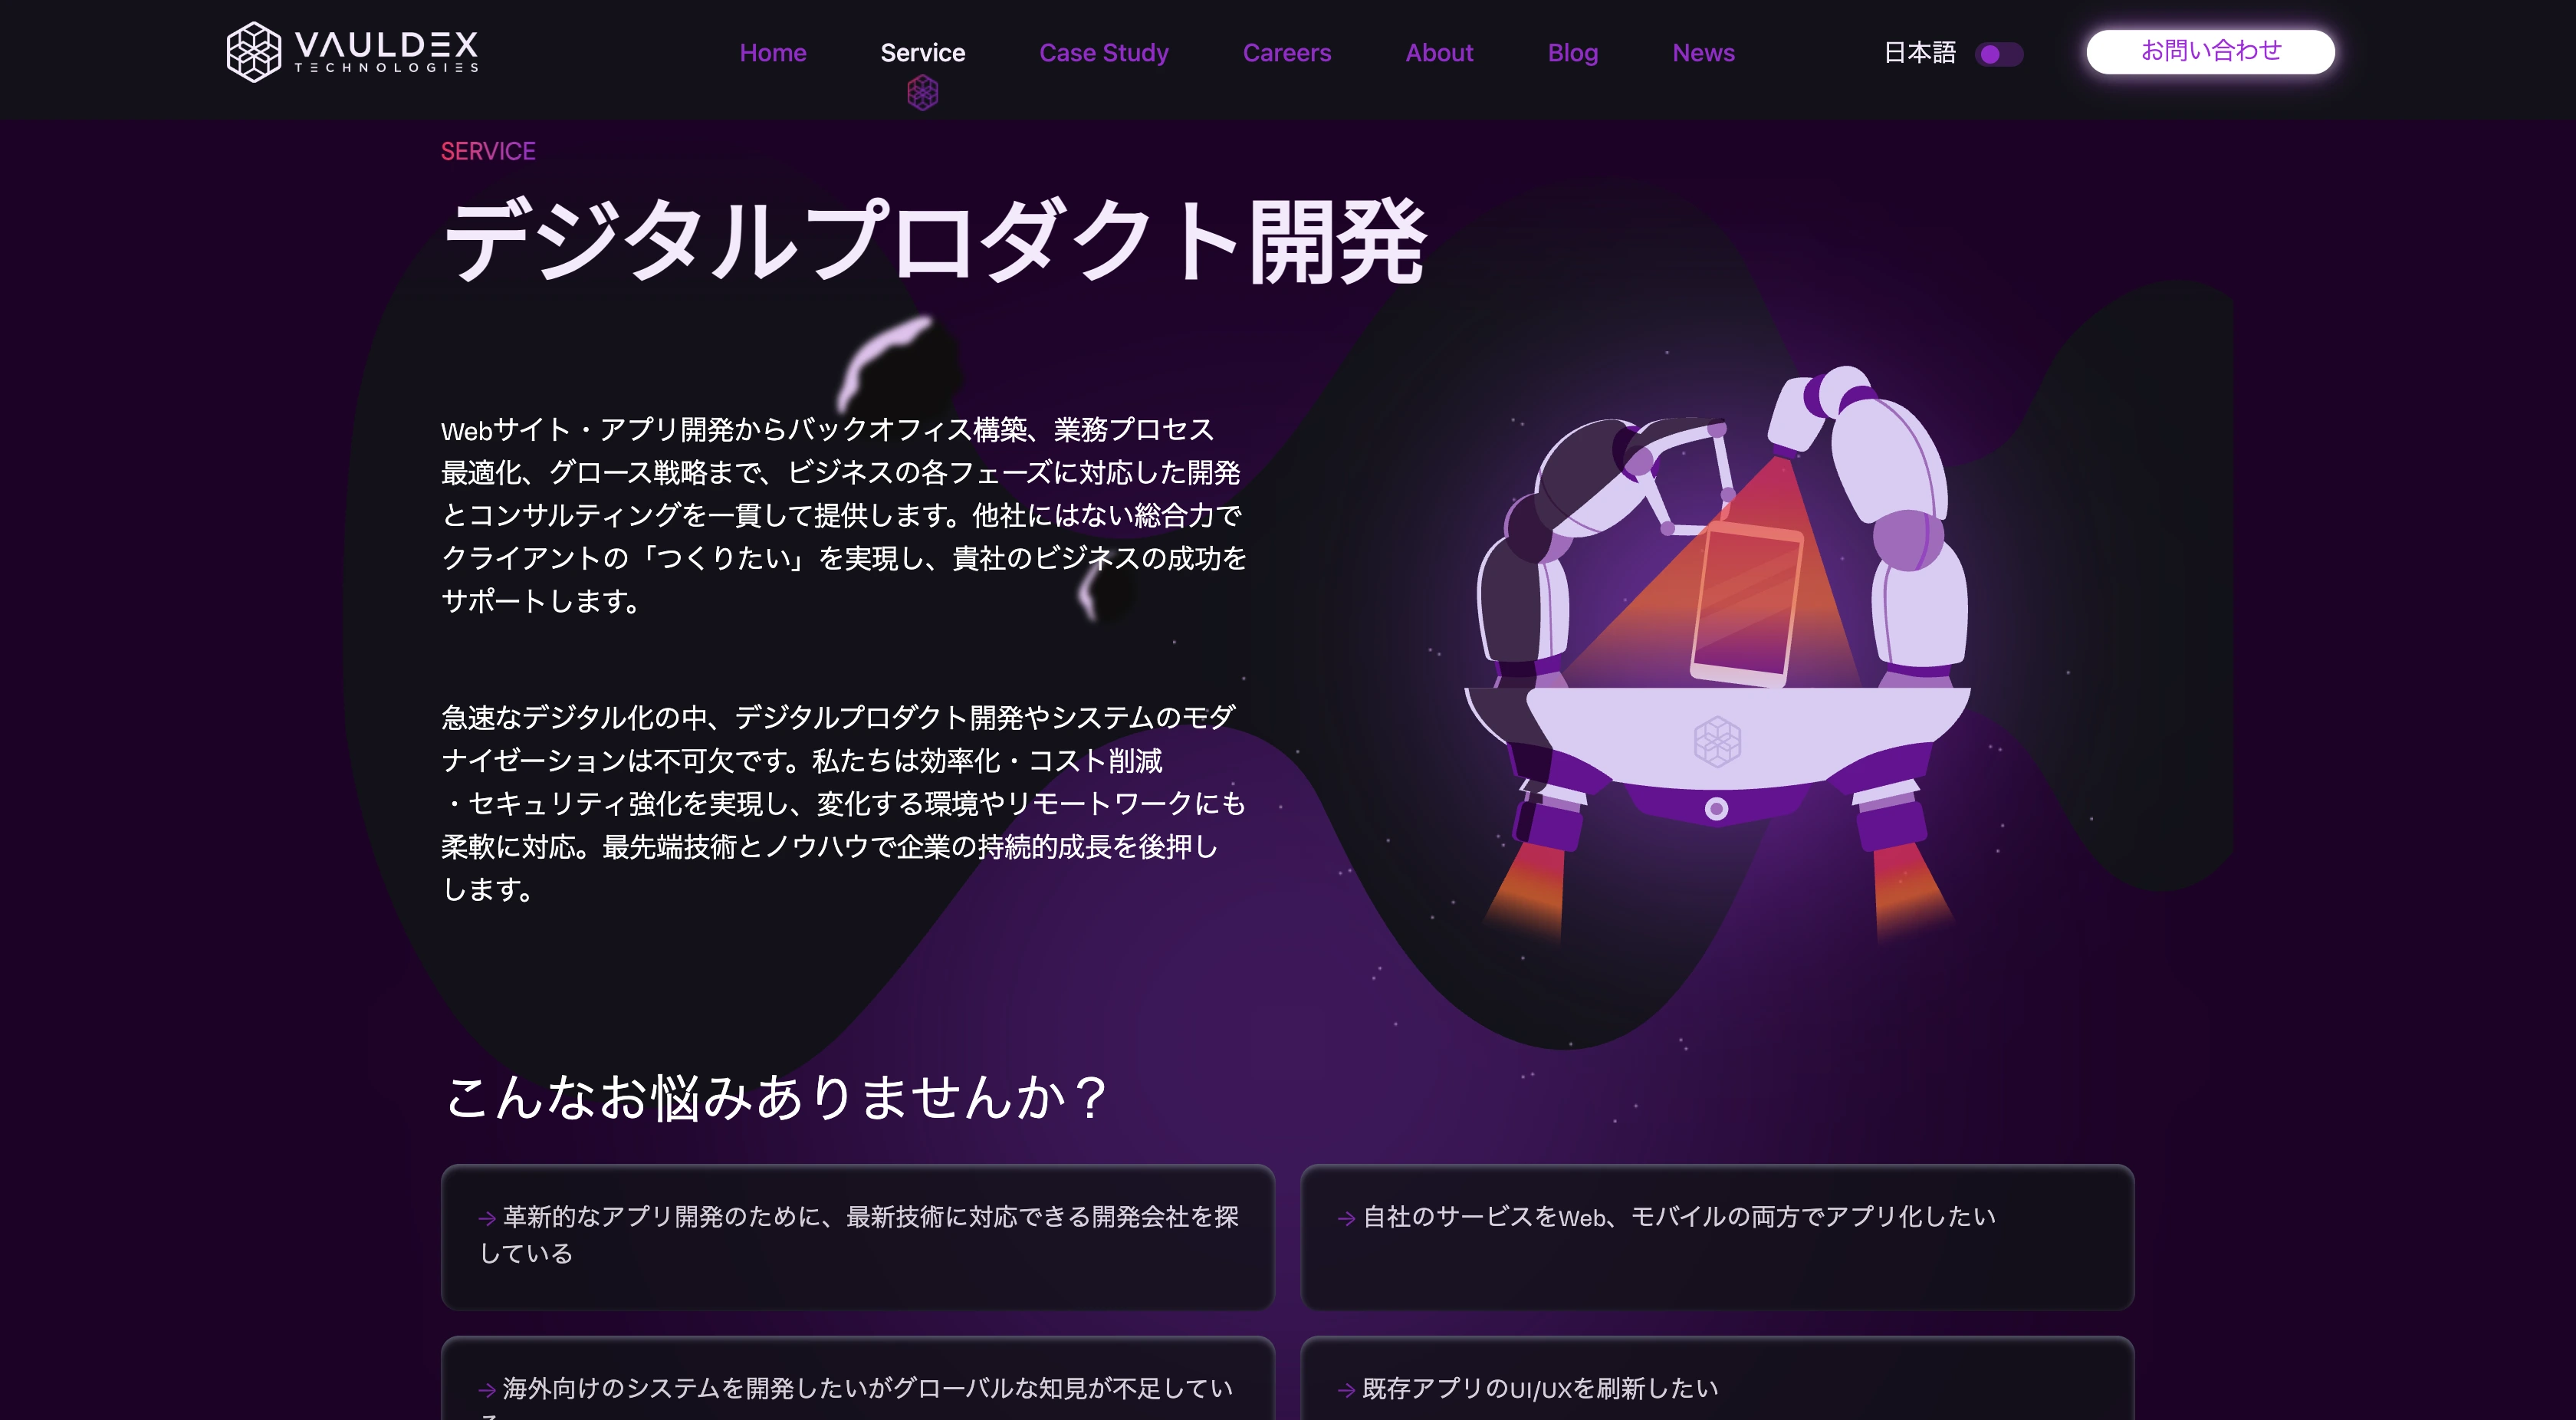 VAULDEX
TECHNOLOGIES
Home
Service
Case Study
Careers
About
Blog
News
日本語
お問い合わせ
SERVICE
デジタルプロダクト開発
Webサイト・アプリ開発からバックオフィス構築、業務プロセス
最適化、グロース戦略まで、ビジネスの各フェーズに対応した開発
とコンサルティングを一貫して提供します。他社にはない総合力で
クライアントの「つくりたい」を実現し、貴社のビジネスの成功を
サポートします。
急速なデジタル化の中、デジタルプロダクト開発やシステムのモダ
ナイゼーションは不可欠です。私たちは効率化・コスト削減
・セキュリティ強化を実現し、変化する環境やリモートワークにも
柔軟に対応。最先端技術とノウハウで企業の持続的成長を後押し
します。
こんなお悩みありませんか？
→ 革新的なアプリ開発のために、最新技術に対応できる開発会社を探
している
→ 自社のサービスをWeb、モバイルの両方でアプリ化したい
→ 海外向けのシステムを開発したいがグローバルな知見が不足してい
→ 既存アプリのUI/UXを刷新したい